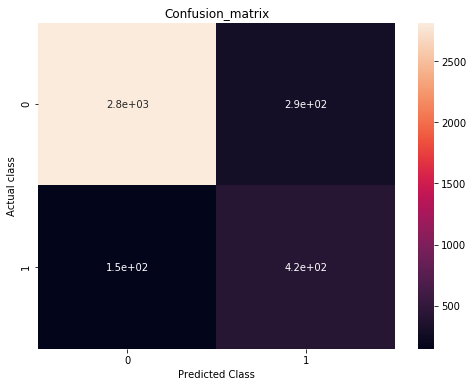 Confusion_matrix
Actual class
0
2.8e+03
2.9e+02
1
1.5e+02
4.2e+02
0
1
Predicted Class
2500
2000
1500
1000
500